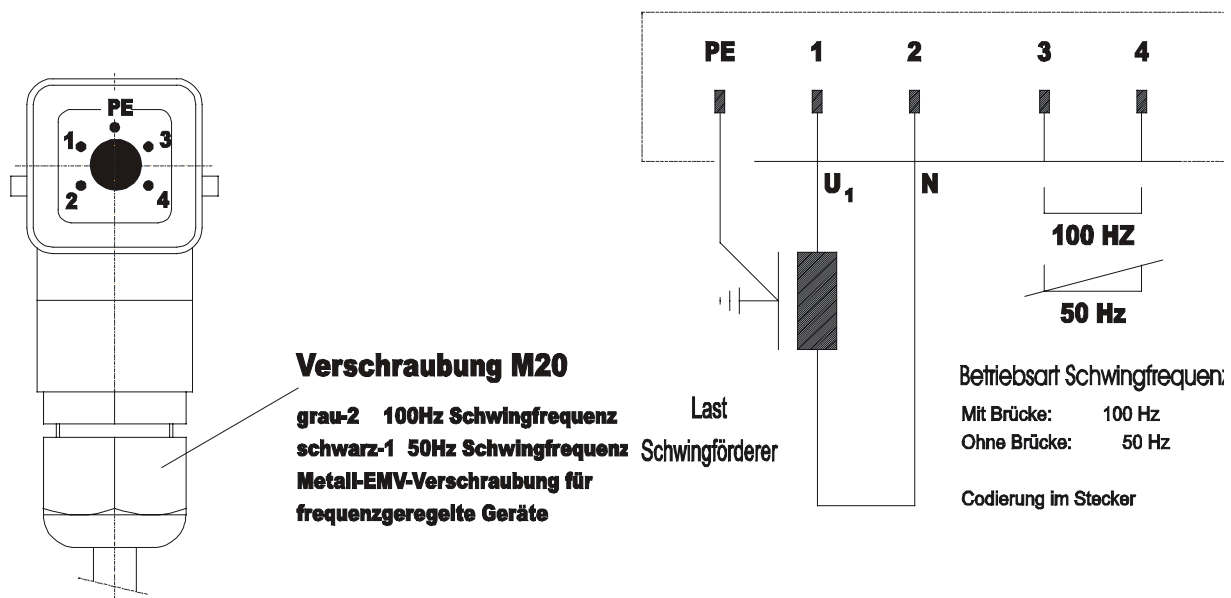 PE
1
3
2
4
Verschraubung M20
grau-2 100Hz Schwingfrequenz
schwarz-1 50Hz Schwingfrequenz
Metall-EMV-Verschraubung für
frequenzgeregelte Geräte
PE 1 2 3 4
U1 N
100 HZ
50 Hz
Last
Schwingförderer
Betriebsart Schwingfrequenz
Mit Brücke: 100 Hz
Ohne Brücke: 50 Hz
Codierung im Stecker